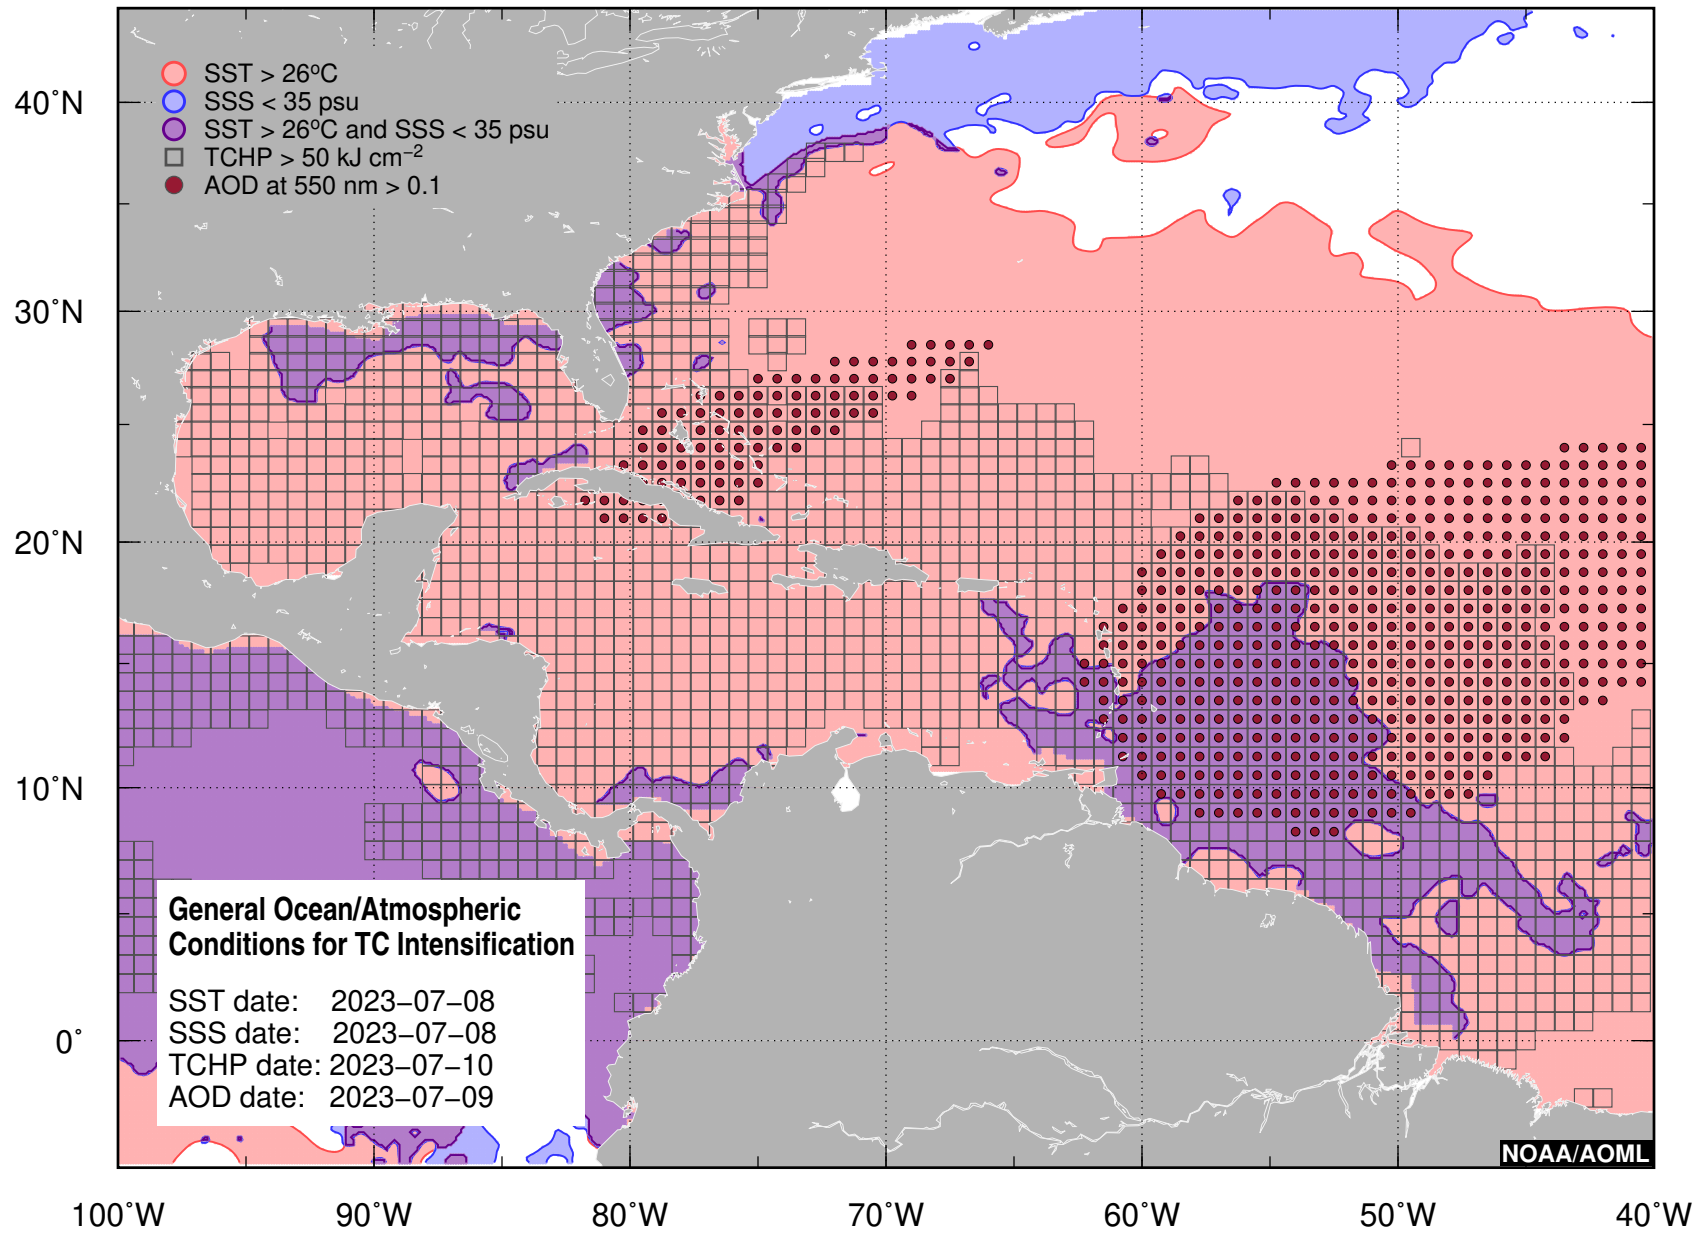 SST > 26°C
SSS < 35 psu
SST > 26°C and SSS < 35 psu
TCHP > 50 kJ cm⁻²
AOD at 550 nm > 0.1
40°N
30°N
20°N
10°N
0°
General Ocean/Atmospheric
Conditions for TC Intensification
SST date: 2023−07−08
SSS date: 2023−07−08
TCHP date: 2023−07−10
AOD date: 2023−07−09
NOAA/AOML
100°W 90°W 80°W 70°W 60°W 50°W 40°W